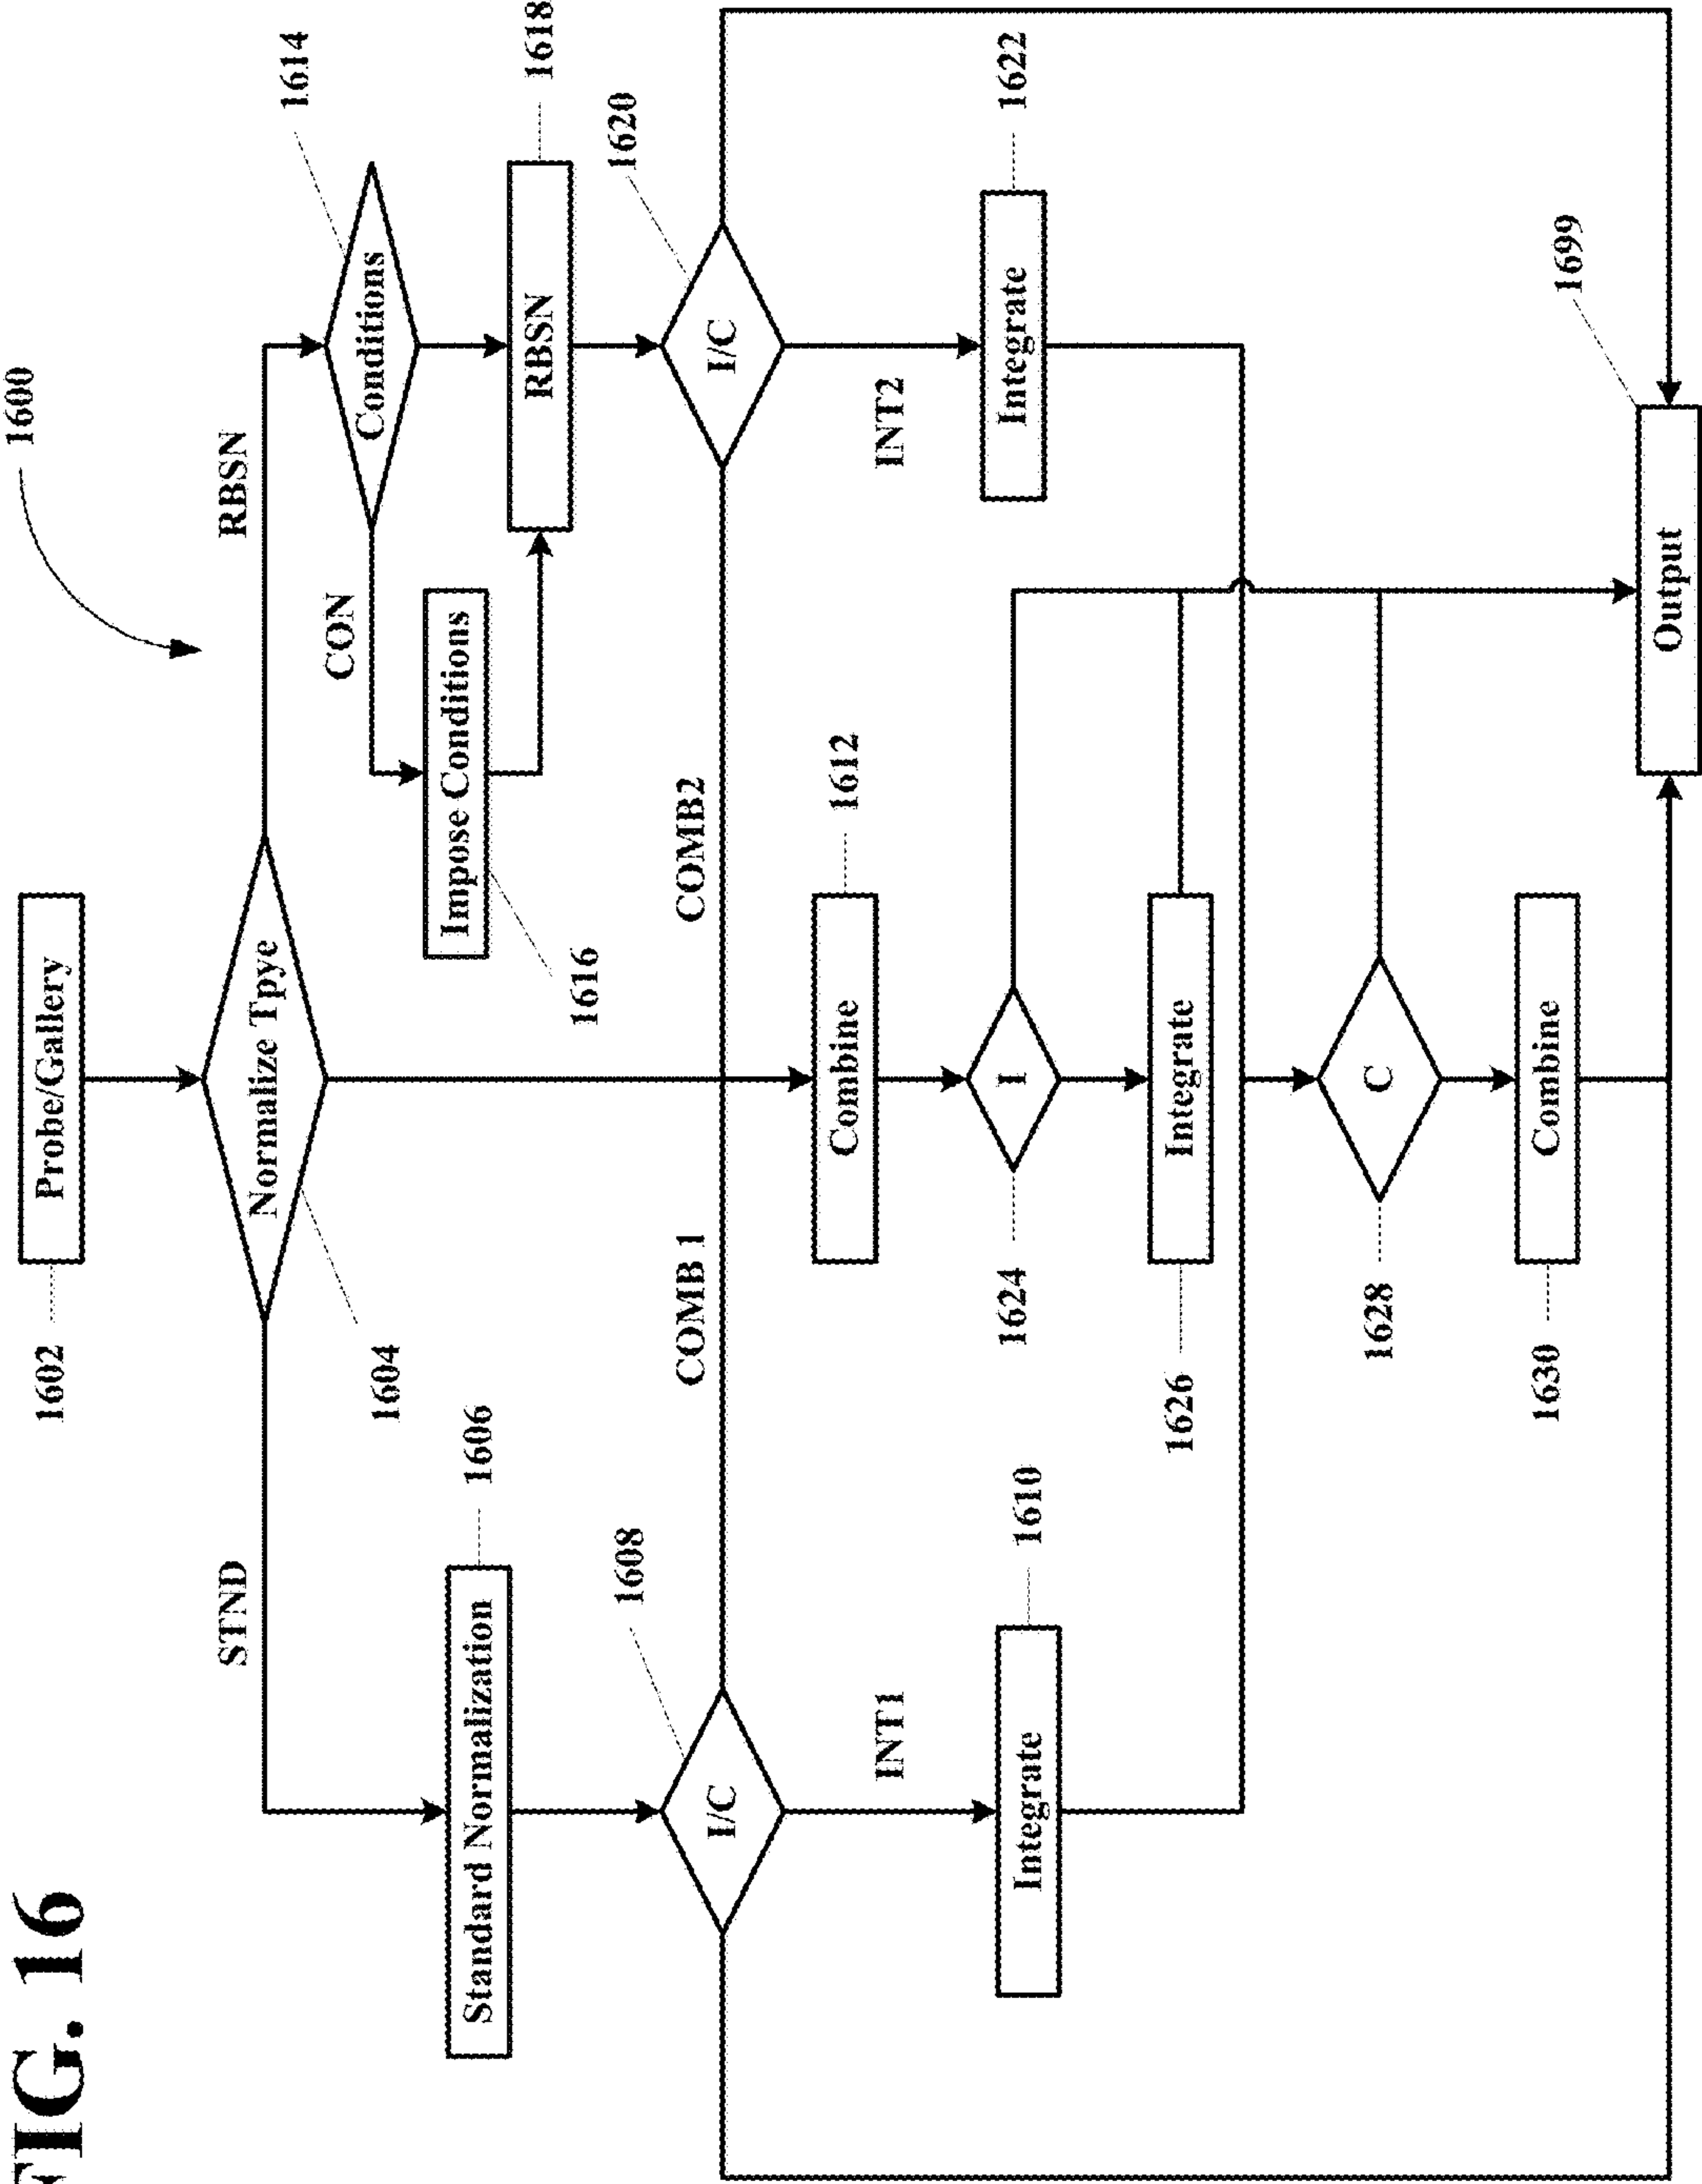 FIG. 16
1600
Probe/Gallery
1602
Normalize Tpye
1604
STND
RBSN
Conditions
1614
CON
Impose Conditions
1616
Standard Normalization
1606
RBSN
1618
I/C
1608
COMB 1
COMB2
I/C
1620
INT1
INT2
Combine
1612
Integrate
1610
I
1624
Integrate
1622
Integrate
1626
C
1628
Combine
1630
Output
1699